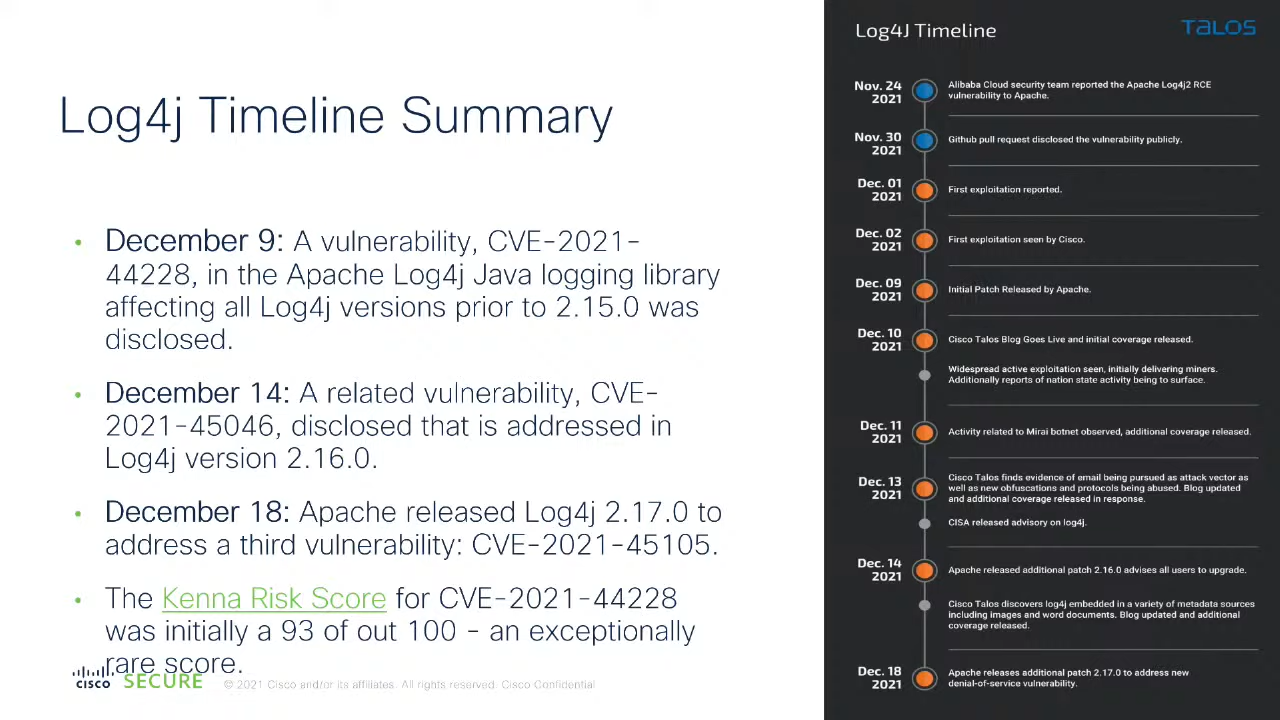 Log4j Timeline Summary
• December 9: A vulnerability, CVE-2021-
44228, in the Apache Log4j Java logging library
affecting all Log4j versions prior to 2.15.0 was
disclosed.
• December 14: A related vulnerability, CVE-
2021-45046, disclosed that is addressed in
Log4j version 2.16.0.
• December 18: Apache released Log4j 2.17.0 to
address a third vulnerability: CVE-2021-45105.
• The Kenna Risk Score for CVE-2021-44228
was initially a 93 of out 100 - an exceptionally
rare score.
CISCO SECURE
© 2021 Cisco and/or its affiliates. All rights reserved. Cisco Confidential
Log4J Timeline
TALOS
Nov. 24
2021
Alibaba Cloud security team reported the Apache Log4j2 RCE
vulnerability to Apache.
Nov. 30
2021
Github pull request disclosed the vulnerability publicly.
Dec. 01
2021
First exploitation reported.
Dec. 02
2021
First exploitation seen by Cisco.
Dec. 09
2021
Initial Patch Released by Apache.
Dec. 10
2021
Cisco Talos Blog Goes Live and initial coverage released.
Widespread active exploitation seen, initially delivering miners.
Additionally reports of nation state activity being to surface.
Dec. 11
2021
Activity related to Mirai botnet observed, additional coverage released.
Dec. 13
2021
Cisco Talos finds evidence of email being pursued as attack vector as
well as new obfuscations and protocols being abused. Blog updated
and additional coverage released in response.
CISA released advisory on log4j.
Dec. 14
2021
Apache released additional patch 2.16.0 advises all users to upgrade.
Cisco Talos discovers log4j embedded in a variety of metadata sources
including images and word documents. Blog updated and additional
coverage released.
Dec. 18
2021
Apache releases additional patch 2.17.0 to address new
denial-of-service vulnerability.